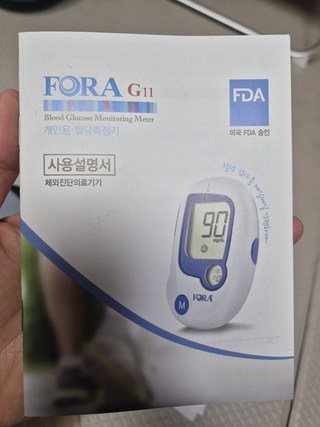 FORA G11
Blood Glucose Monitoring Meter
개인용 혈당측정기
FDA
미국 FDA 승인
사용설명서
체외진단의료기기
90
mg/dL
FORA
M